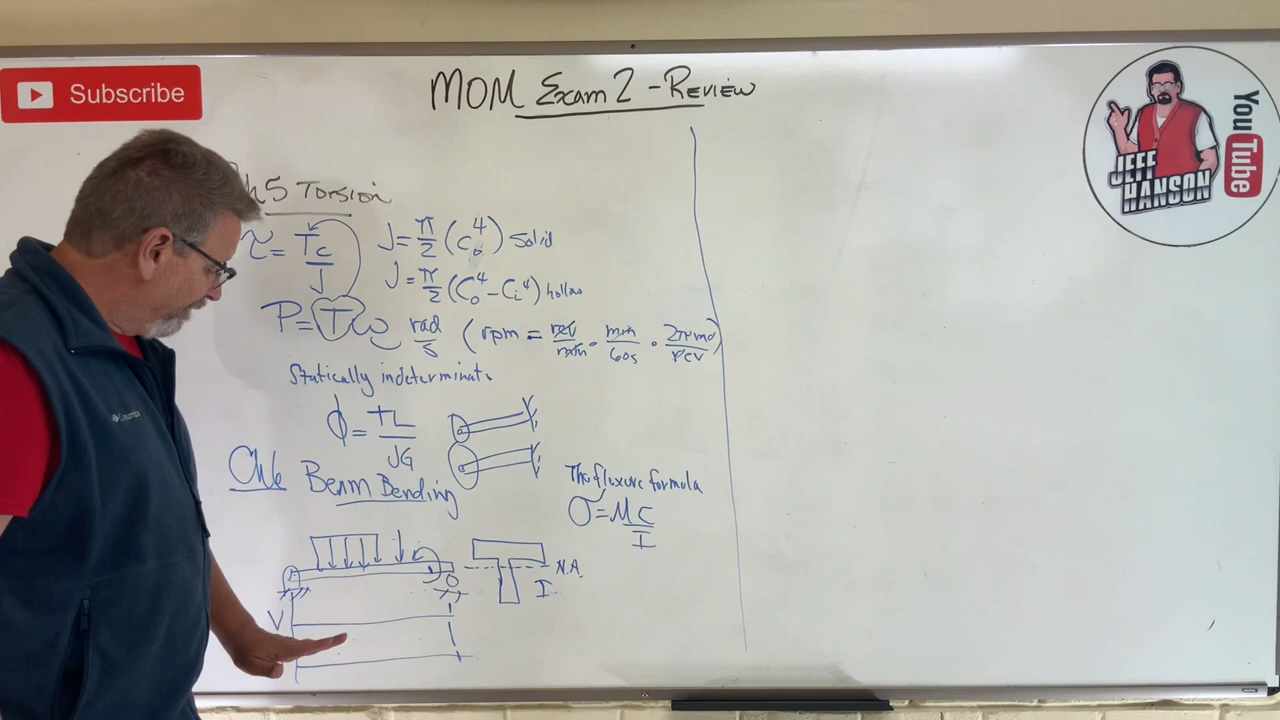 Subscribe
MOM Exam 2 - REVIEW
JEFF HANSON
YouTube
h5 TORSION
τ = Tc/J
J = π/2 (C₀⁴) Solid
J = π/2 (C₀⁴ - Cᵢ⁴) hollow
P = Tω rad/s (rpm = rev/min · min/60s · 2π rad/rev)
Statically indeterminate
ϕ = TL/JG
Ch6 Beam Bending
The flexure formula
σ = Mc/I
N.A
I
V
Columbia